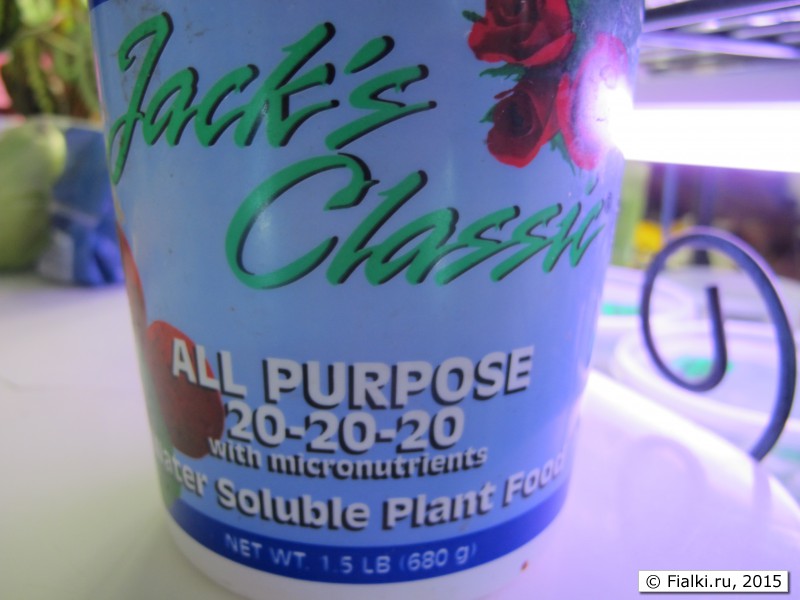 Jack's
Classic
ALL PURPOSE
20-20-20
with micronutrients
Water Soluble Plant Food
NET WT. 1.5 LB (680 g)
© Fialki.ru, 2015